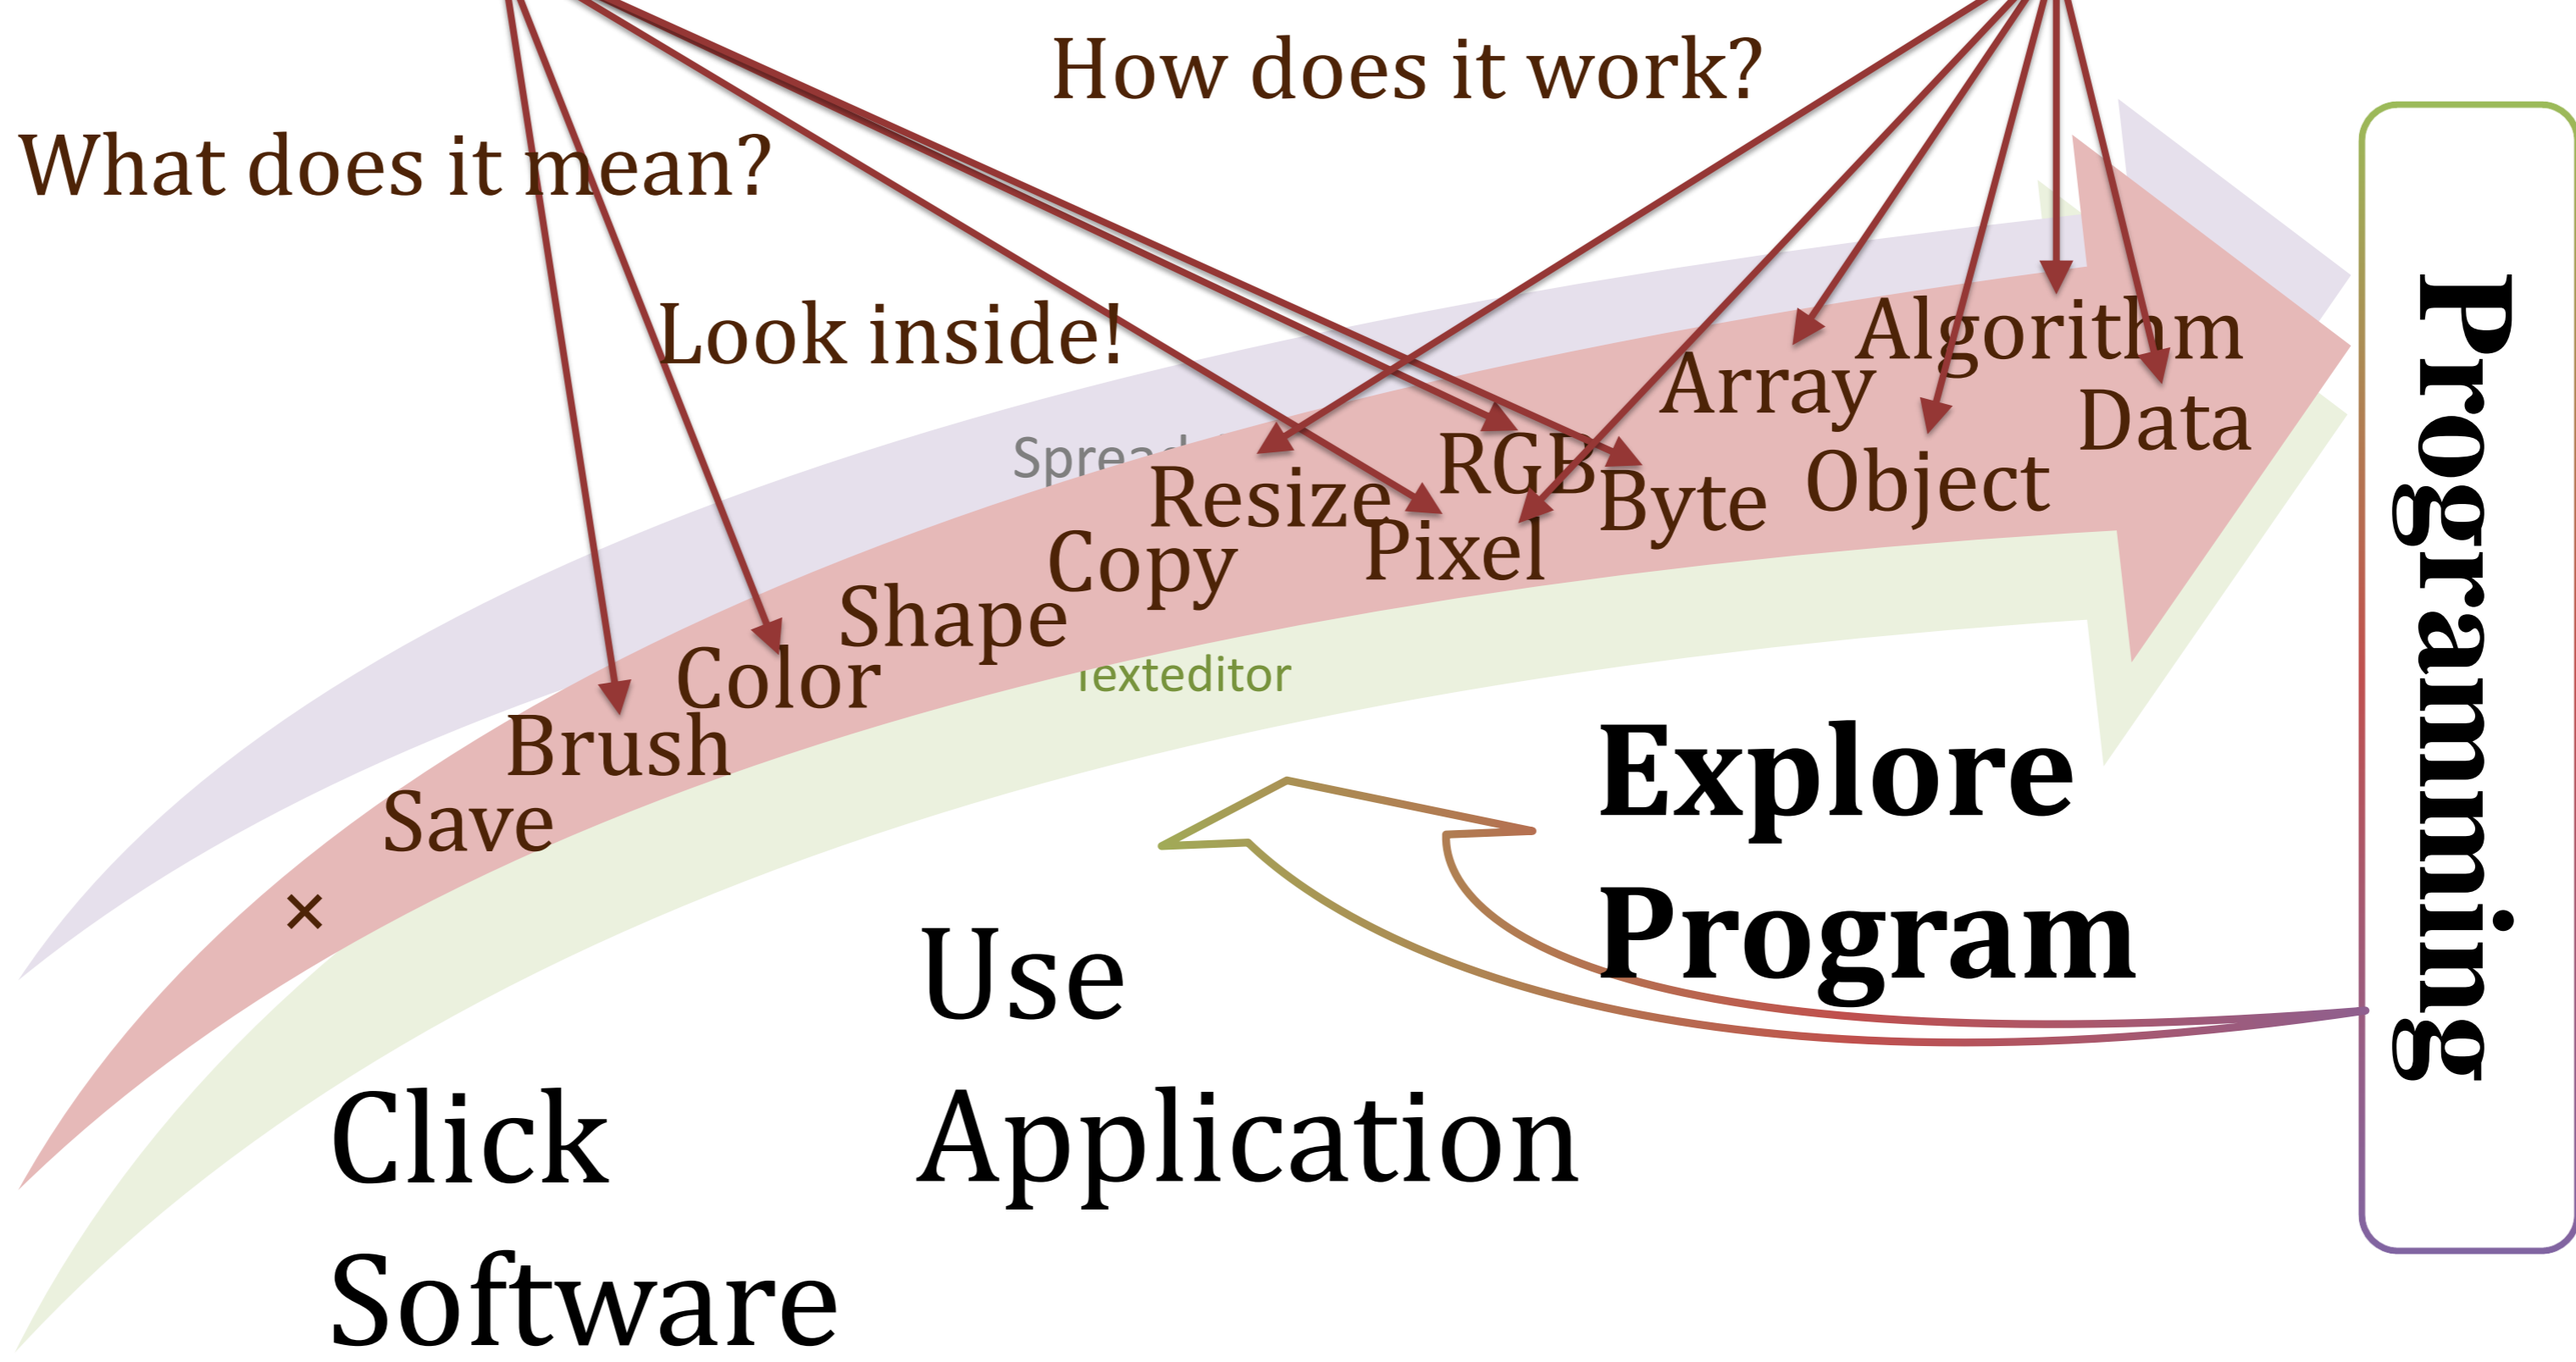 How does it work?
What does it mean?
Look inside!
Algorithm
Array
Data
RGB
Object
Resize
Byte
Pixel
Copy
Shape
Texteditor
Color
Brush
Save
×
Explore
Program
Use
Application
Click
Software
Programming